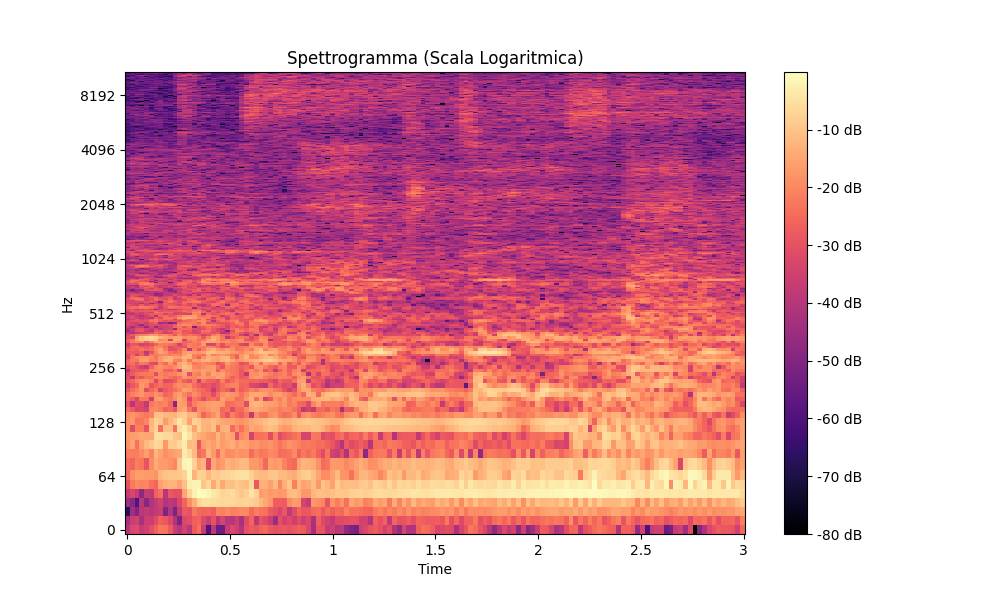 Spettrogramma (Scala Logaritmica)
8192
4096
2048
1024
512
256
128
64
0
Hz
0
0.5
1
1.5
2
2.5
3
Time
-10 dB
-20 dB
-30 dB
-40 dB
-50 dB
-60 dB
-70 dB
-80 dB